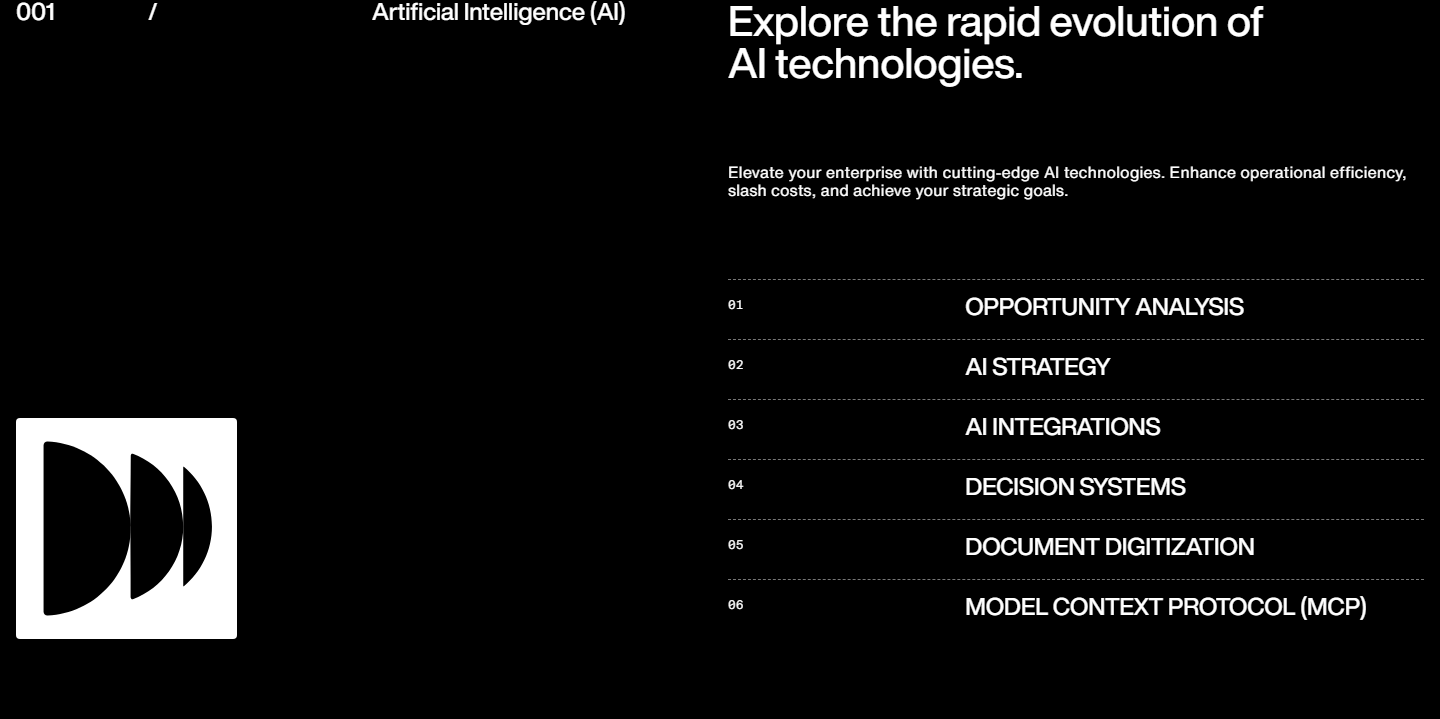 001 / Artificial Intelligence (AI)
Explore the rapid evolution of
AI technologies.
Elevate your enterprise with cutting-edge AI technologies. Enhance operational efficiency,
slash costs, and achieve your strategic goals.
01 OPPORTUNITY ANALYSIS
02 AI STRATEGY
03 AI INTEGRATIONS
04 DECISION SYSTEMS
05 DOCUMENT DIGITIZATION
06 MODEL CONTEXT PROTOCOL (MCP)